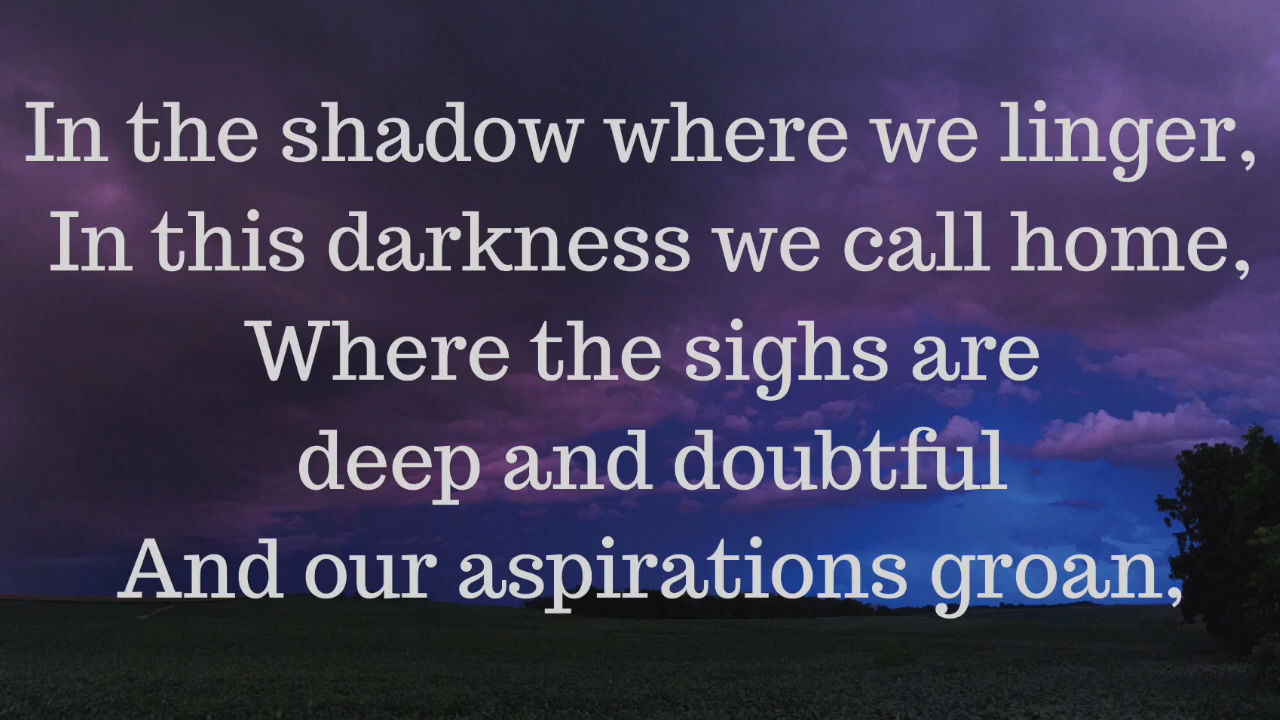 In the shadow where we linger,
In this darkness we call home,
Where the sighs are
deep and doubtful
And our aspirations groan,